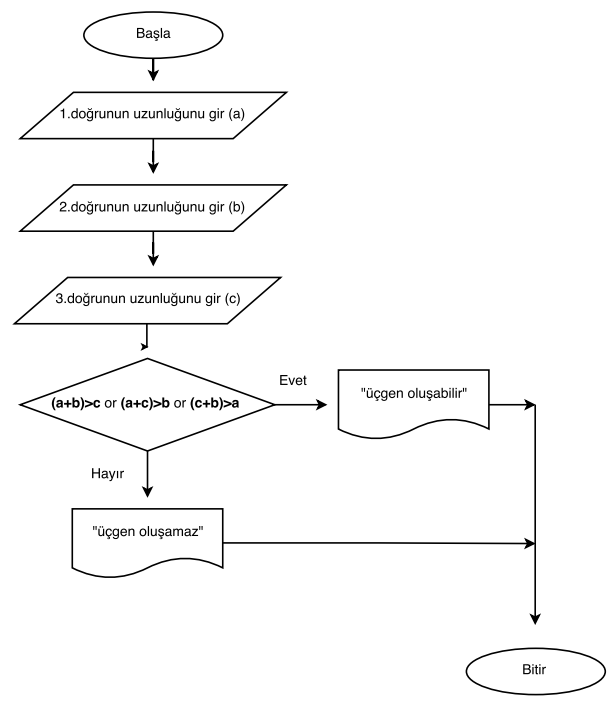 Başla
1.doğrunun uzunluğunu gir (a)
2.doğrunun uzunluğunu gir (b)
3.doğrunun uzunluğunu gir (c)
(a+b)>c or (a+c)>b or (c+b)>a
Evet
"üçgen oluşabilir"
Hayır
"üçgen oluşamaz"
Bitir